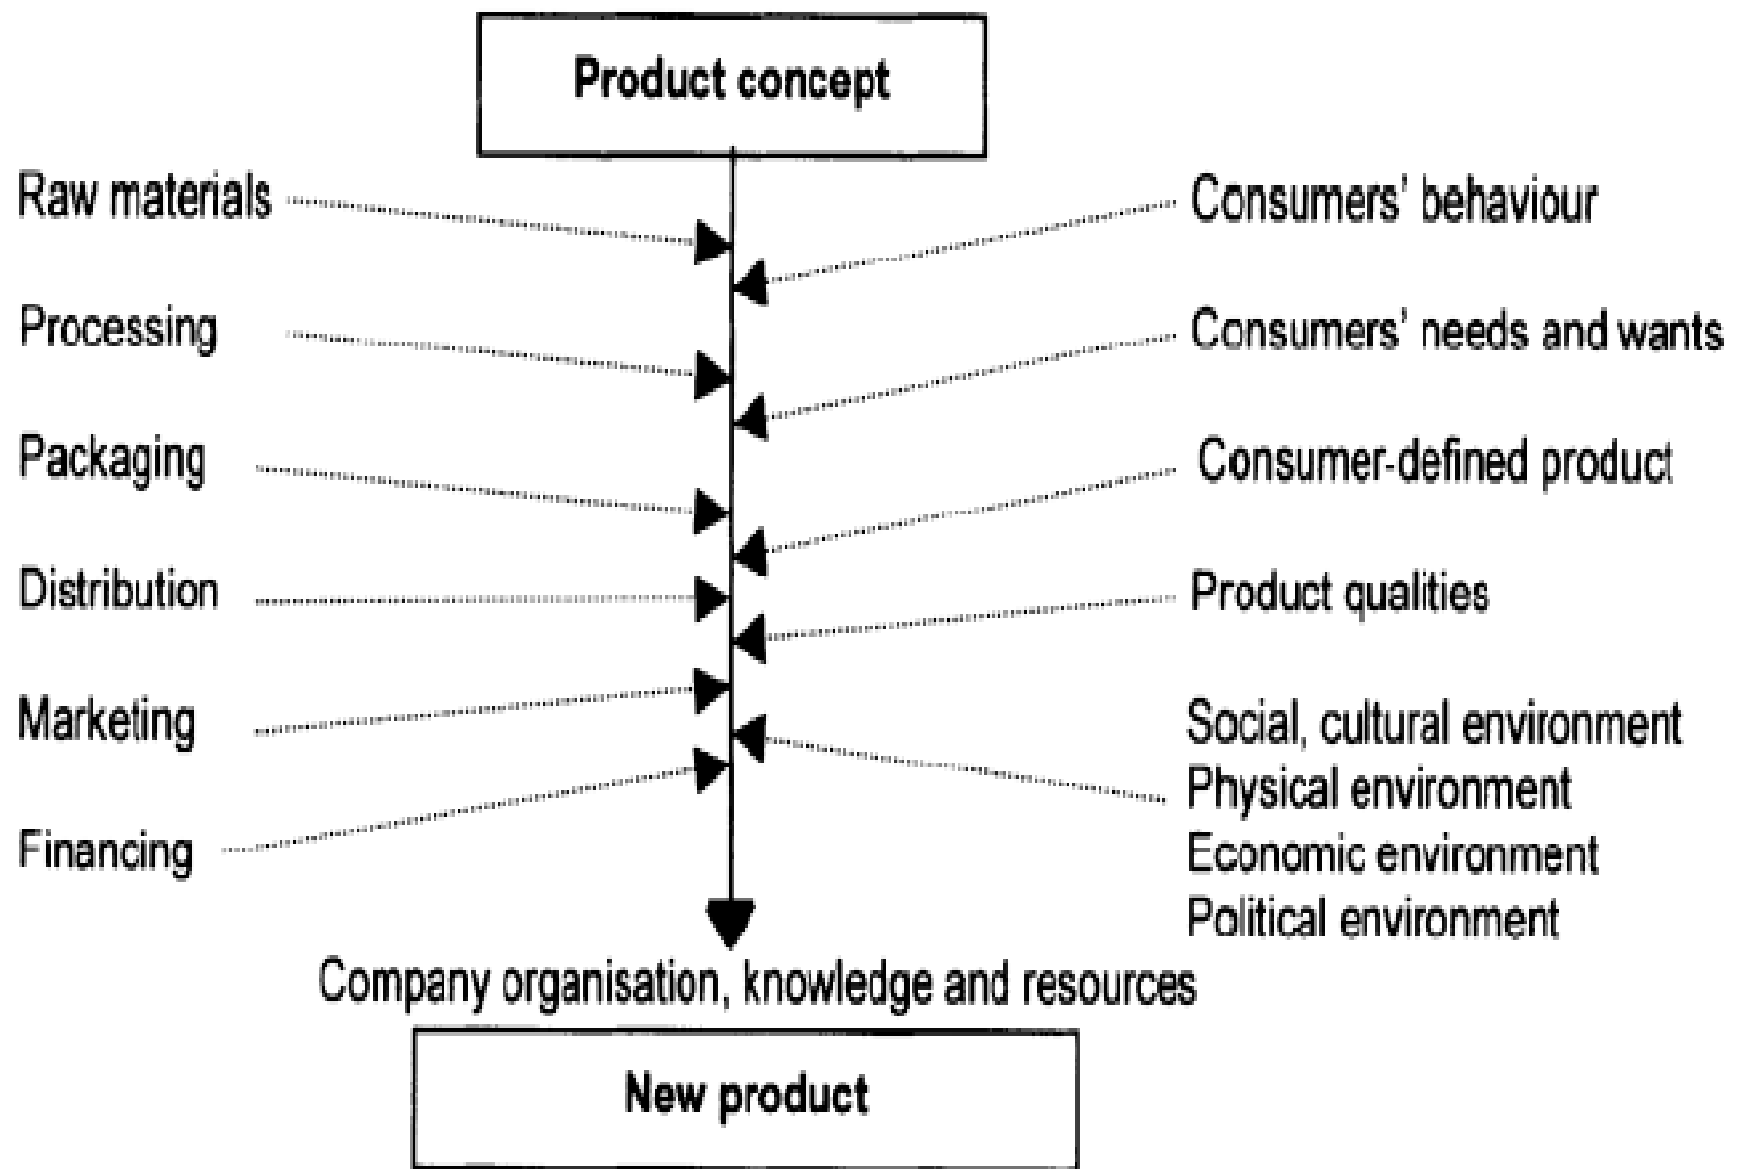 Product concept
Raw materials
Consumers' behaviour
Processing
Consumers' needs and wants
Packaging
Consumer-defined product
Distribution
Product qualities
Marketing
Social, cultural environment
Physical environment
Financing
Economic environment
Political environment
Company organisation, knowledge and resources
New product